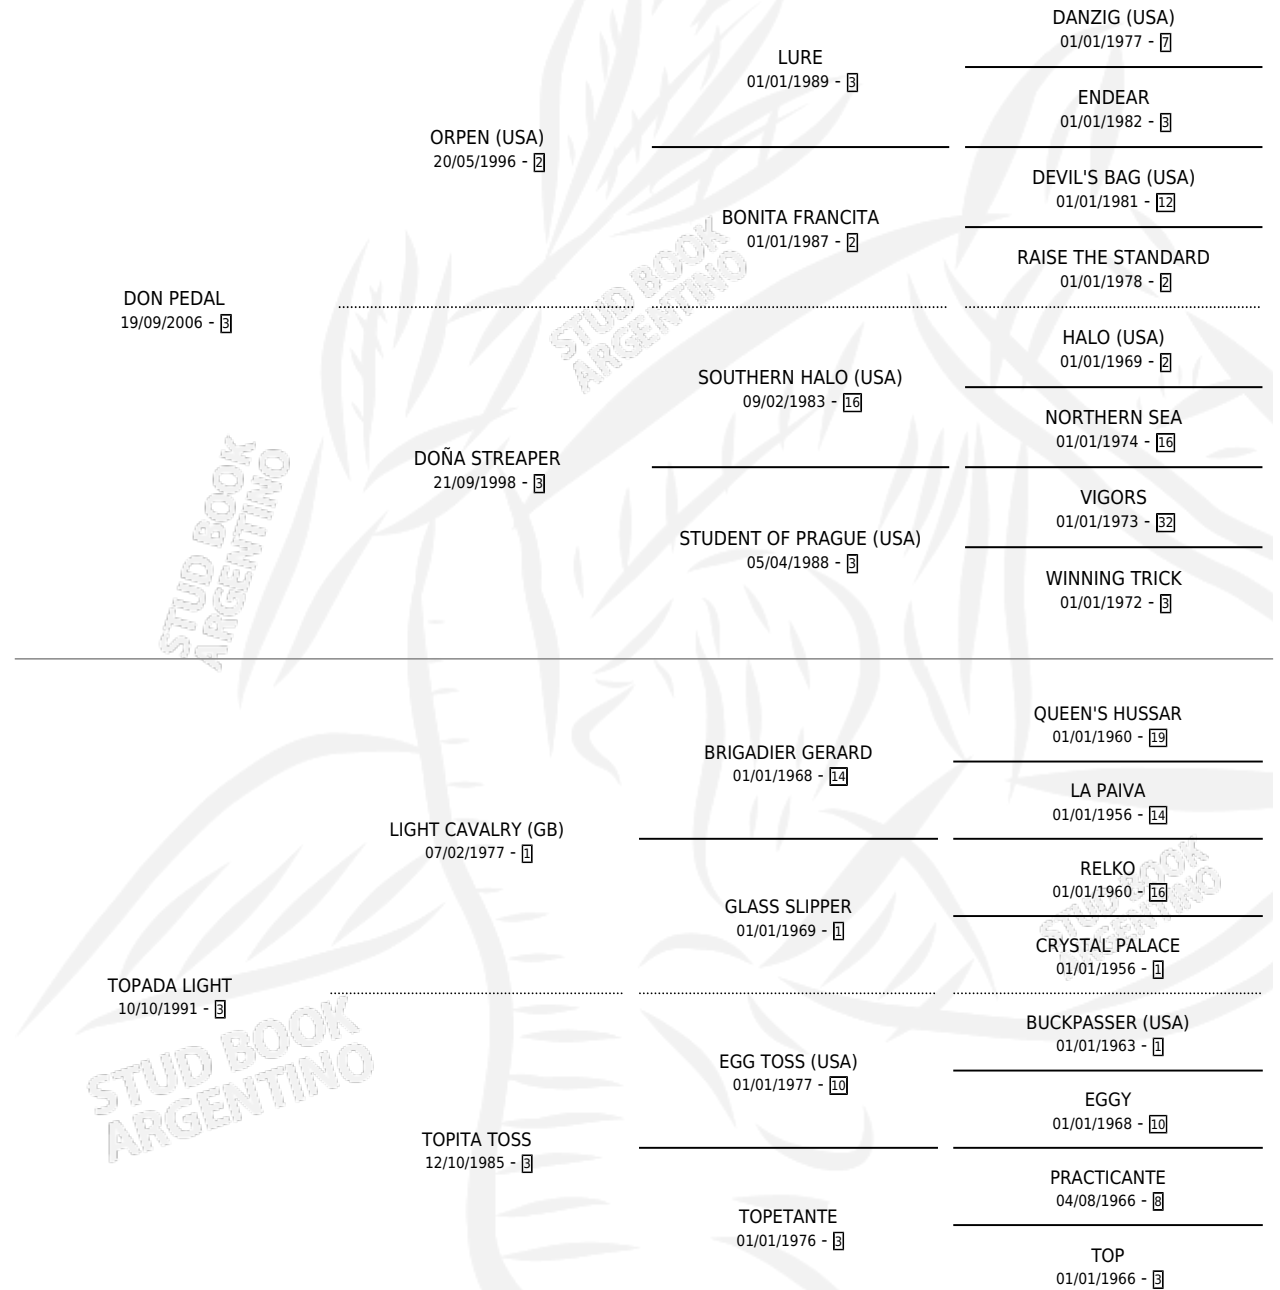 DON PEDAL
19/09/2006 - 3
ORPEN (USA)
20/05/1996 - 2
LURE
01/01/1989 - 3
DANZIG (USA)
01/01/1977 - 7
ENDEAR
01/01/1982 - 3
BONITA FRANCITA
01/01/1987 - 2
DEVIL'S BAG (USA)
01/01/1981 - 12
RAISE THE STANDARD
01/01/1978 - 2
DOÑA STREAPER
21/09/1998 - 3
SOUTHERN HALO (USA)
09/02/1983 - 16
HALO (USA)
01/01/1969 - 2
NORTHERN SEA
01/01/1974 - 16
STUDENT OF PRAGUE (USA)
05/04/1988 - 3
VIGORS
01/01/1973 - 32
WINNING TRICK
01/01/1972 - 3
TOPADA LIGHT
10/10/1991 - 3
LIGHT CAVALRY (GB)
07/02/1977 - 1
BRIGADIER GERARD
01/01/1968 - 14
QUEEN'S HUSSAR
01/01/1960 - 19
LA PAIVA
01/01/1956 - 14
GLASS SLIPPER
01/01/1969 - 1
RELKO
01/01/1960 - 16
CRYSTAL PALACE
01/01/1956 - 1
TOPITA TOSS
12/10/1985 - 3
EGG TOSS (USA)
01/01/1977 - 10
BUCKPASSER (USA)
01/01/1963 - 1
EGGY
01/01/1968 - 10
TOPETANTE
01/01/1976 - 3
PRACTICANTE
04/08/1966 - 8
TOP
01/01/1966 - 3
STUD BOOK
ARGENTINO
STUD BOOK
ARGENTINO
STUD BOOK
ARGENTINO
STUD BOOK
ARGENTINO